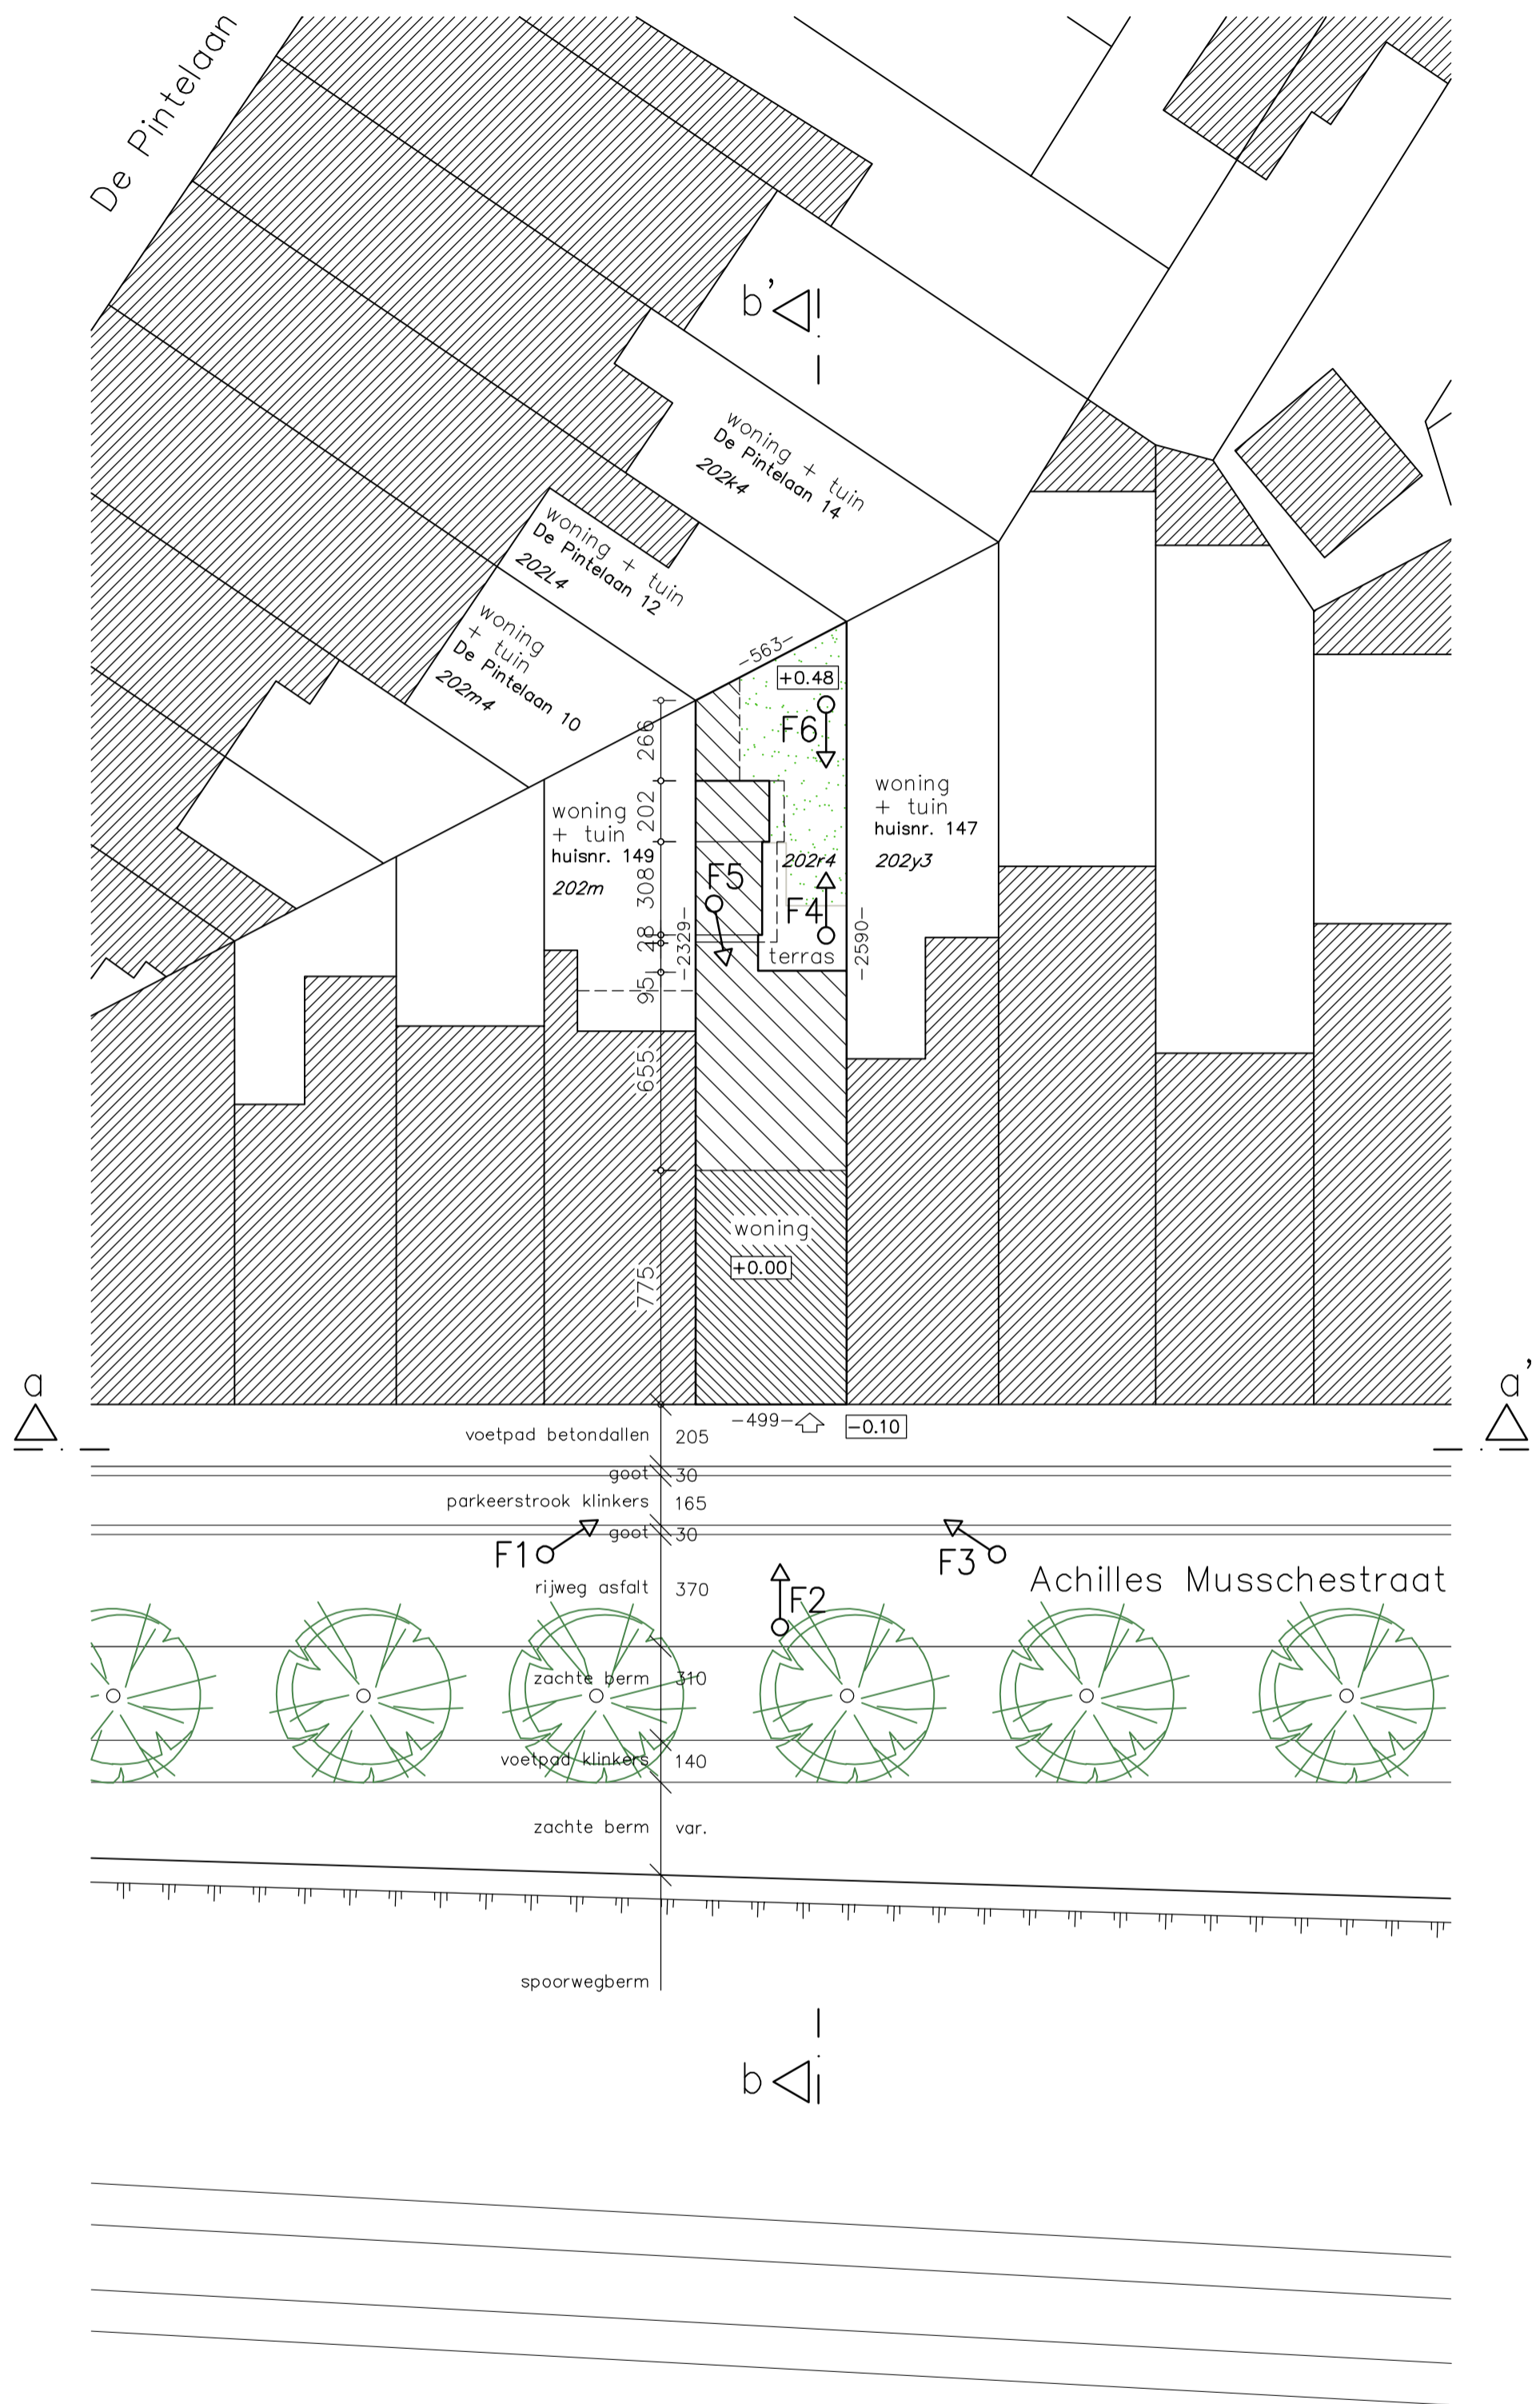 De Pintelaan
b'
woning + tuin
De Pintelaan 14
202k4
woning + tuin
De Pintelaan 12
202L4
woning
+ tuin
De Pintelaan 10
202m4
-563-
+0.48
F6
266
202
308
28
48
95
655
775
-2329-
-2590-
woning
+ tuin
huisnr. 149
202m
F5
202r4
F4
terras
woning
+ tuin
huisnr. 147
202y3
woning
+0.00
a
a'
-499-
-0.10
voetpad betondallen 205
goot 30
parkeerstrook klinkers 165
goot 30
F1
F3
rijweg asfalt 370
F2
Achilles Musschestraat
zachte berm 310
voetpad klinkers 140
zachte berm var.
spoorwegberm
b